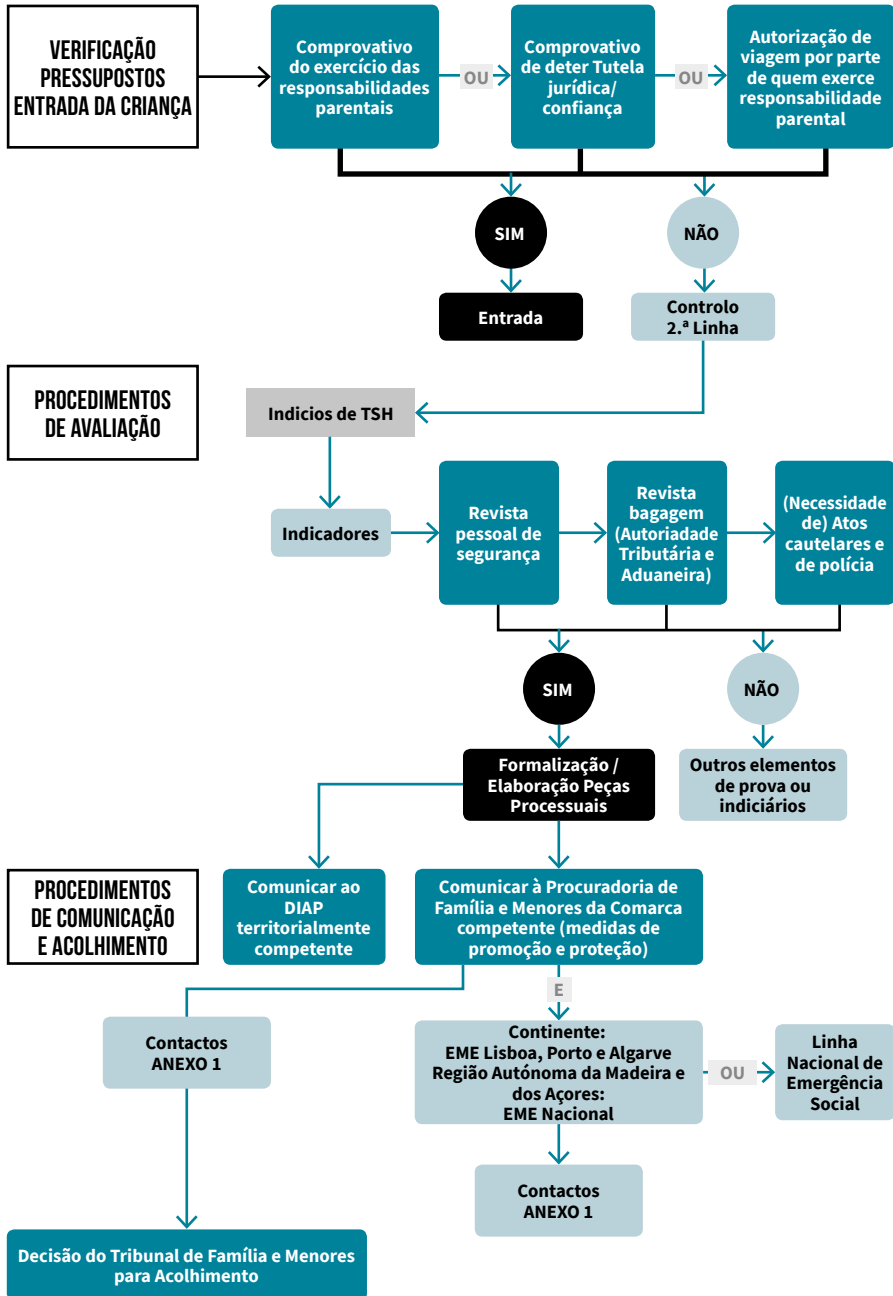 VERIFICAÇÃO
PRESSUPOSTOS
ENTRADA DA CRIANÇA
Comprovativo
do exercício das
responsabilidades
parentais
OU
Comprovativo
de deter Tutela
jurídica/
confiança
OU
Autorização de
viagem por parte
de quem exerce
responsabilidade
parental
SIM
NÃO
Entrada
Controlo
2.ª Linha
PROCEDIMENTOS
DE AVALIAÇÃO
Indicios de TSH
Indicadores
Revista
pessoal de
segurança
Revista
bagagem
(Autoriadade
Tributária e
Aduaneira)
(Necessidade
de) Atos
cautelares e
de polícia
SIM
NÃO
Formalização /
Elaboração Peças
Processuais
Outros elementos
de prova ou
indiciários
PROCEDIMENTOS
DE COMUNICAÇÃO
E ACOLHIMENTO
Comunicar ao
DIAP
territorialmente
competente
Comunicar à Procuradoria de
Família e Menores da Comarca
competente (medidas de
promoção e proteção)
E
Contactos
ANEXO 1
Continente:
EME Lisboa, Porto e Algarve
Região Autónoma da Madeira e
dos Açores:
EME Nacional
OU
Linha
Nacional de
Emergência
Social
Contactos
ANEXO 1
Decisão do Tribunal de Família e Menores
para Acolhimento